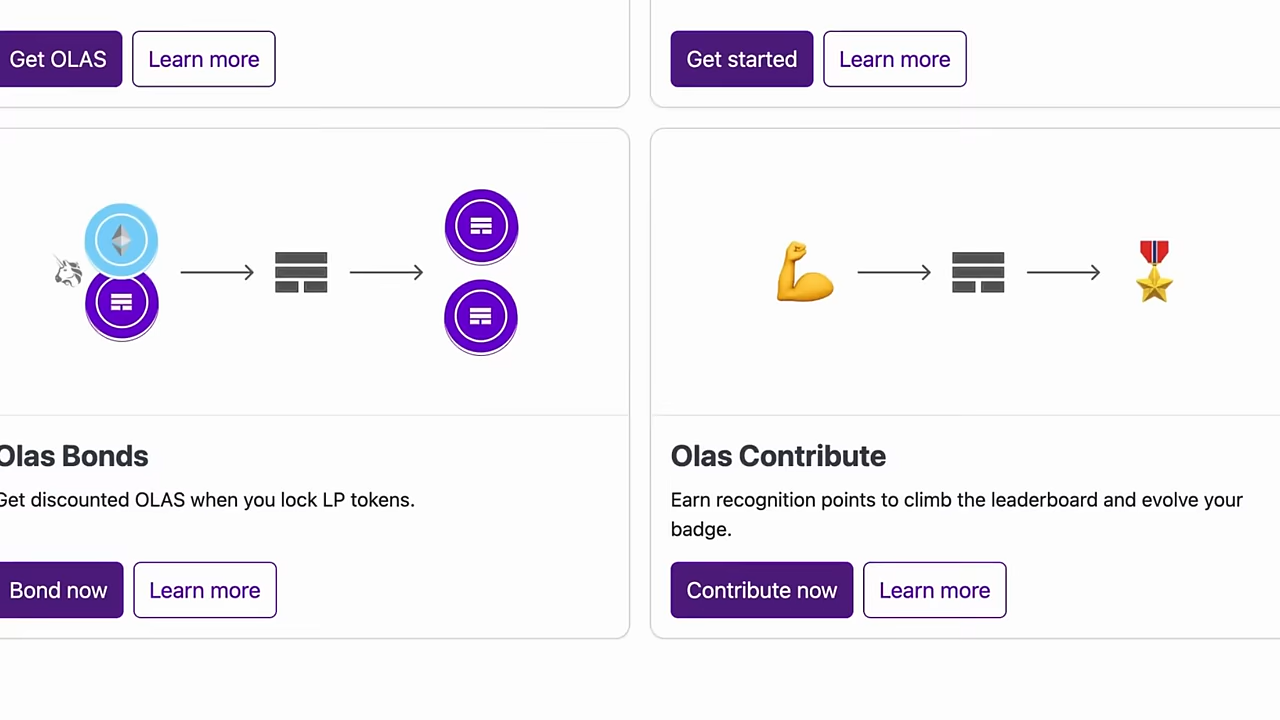 Get OLAS
Learn more
Get started
Learn more
Olas Bonds
Get discounted OLAS when you lock LP tokens.
Bond now
Learn more
Olas Contribute
Earn recognition points to climb the leaderboard and evolve your
badge.
Contribute now
Learn more